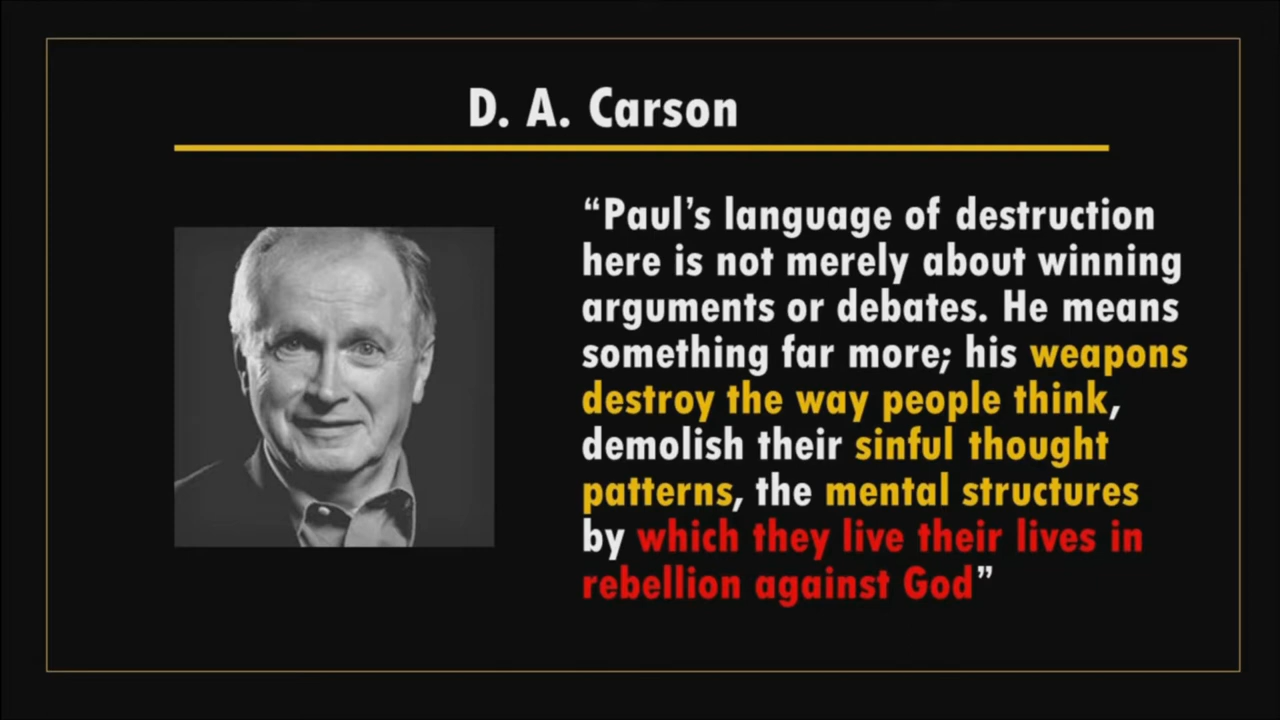 D. A. Carson
“Paul’s language of destruction
here is not merely about winning
arguments or debates. He means
something far more; his weapons
destroy the way people think,
demolish their sinful thought
patterns, the mental structures
by which they live their lives in
rebellion against God”